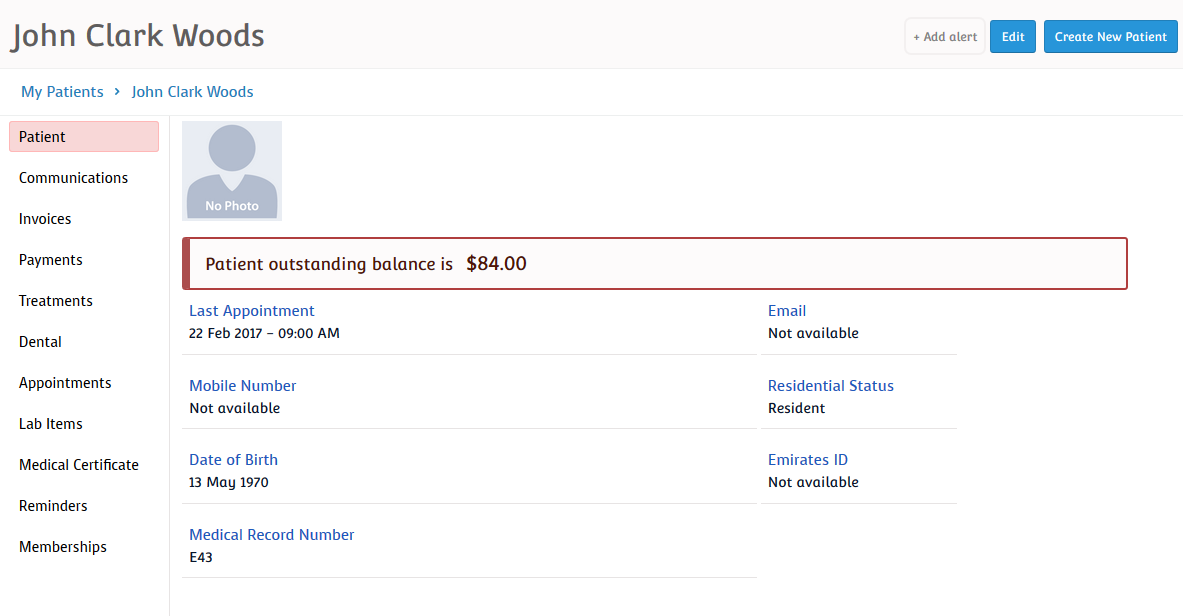 John Clark Woods
+ Add alert
Edit
Create New Patient
My Patients › John Clark Woods
Patient
Communications
Invoices
Payments
Treatments
Dental
Appointments
Lab Items
Medical Certificate
Reminders
Memberships
No Photo
Patient outstanding balance is $84.00
Last Appointment
22 Feb 2017 – 09:00 AM
Email
Not available
Mobile Number
Not available
Residential Status
Resident
Date of Birth
13 May 1970
Emirates ID
Not available
Medical Record Number
E43